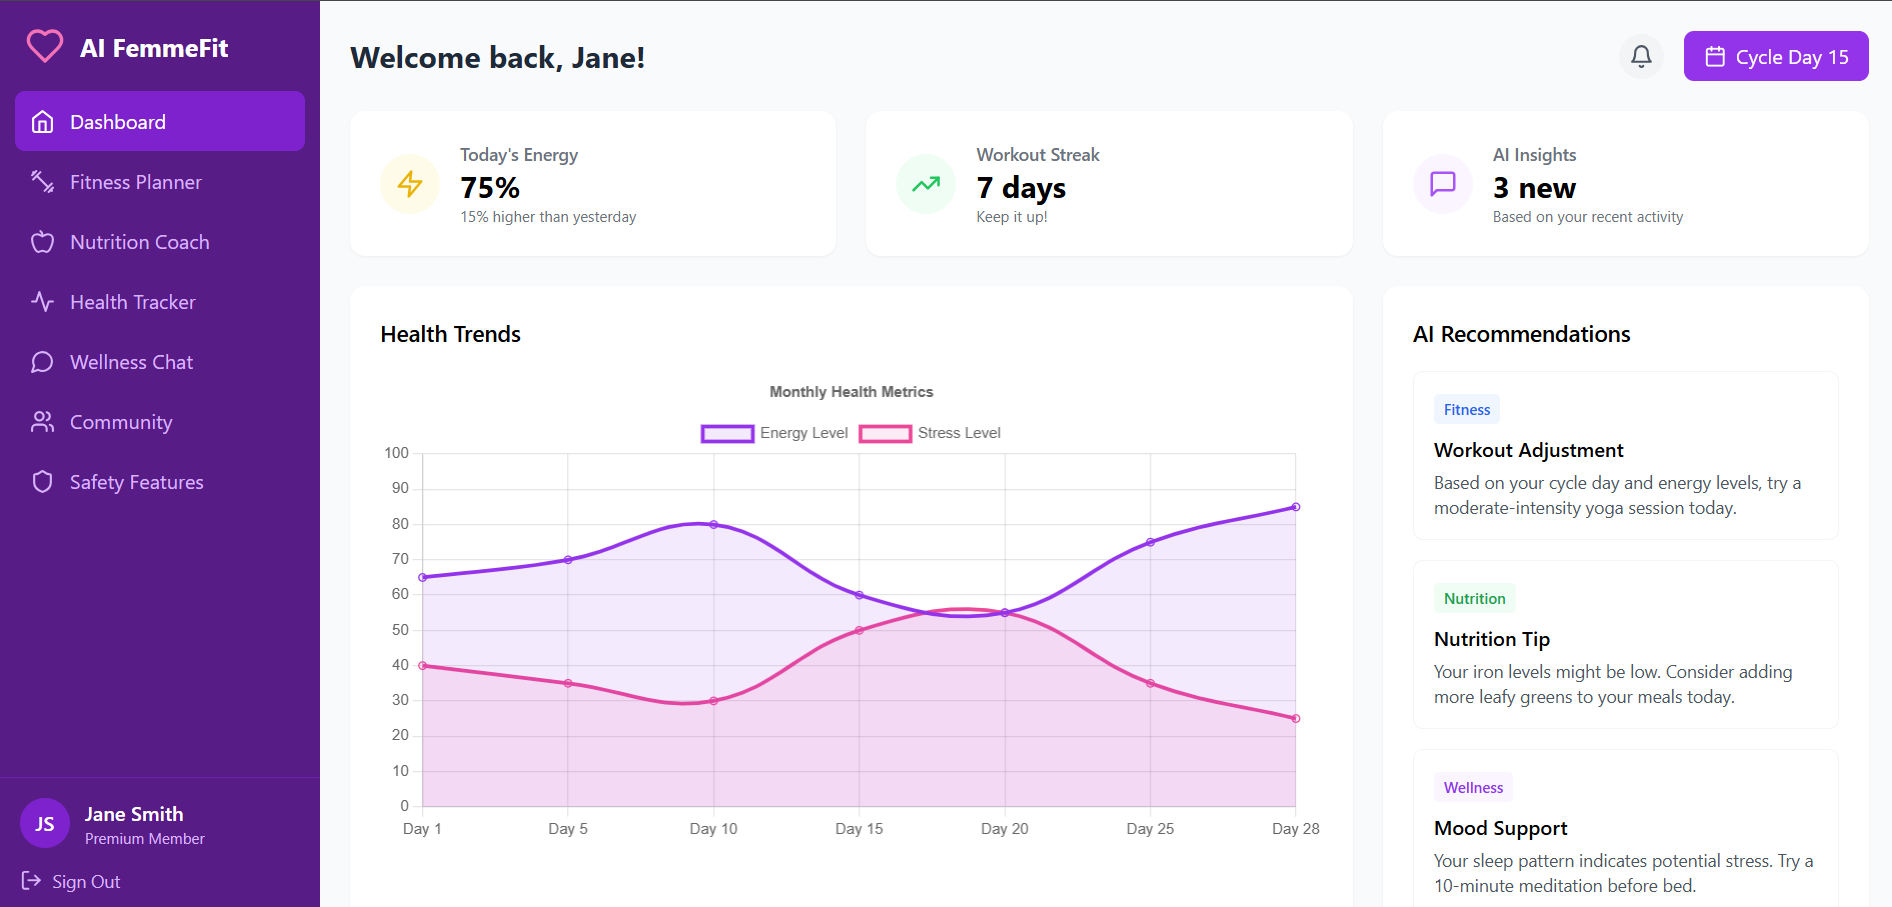 AI FemmeFit
Dashboard
Fitness Planner
Nutrition Coach
Health Tracker
Wellness Chat
Community
Safety Features
JS
Jane Smith
Premium Member
Sign Out
Welcome back, Jane!
Cycle Day 15
Today's Energy
75%
15% higher than yesterday
Workout Streak
7 days
Keep it up!
AI Insights
3 new
Based on your recent activity
Health Trends
Monthly Health Metrics
Energy Level
Stress Level
100
90
80
70
60
50
40
30
20
10
0
Day 1
Day 5
Day 10
Day 15
Day 20
Day 25
Day 28
AI Recommendations
Fitness
Workout Adjustment
Based on your cycle day and energy levels, try a
moderate-intensity yoga session today.
Nutrition
Nutrition Tip
Your iron levels might be low. Consider adding
more leafy greens to your meals today.
Wellness
Mood Support
Your sleep pattern indicates potential stress. Try a
10-minute meditation before bed.